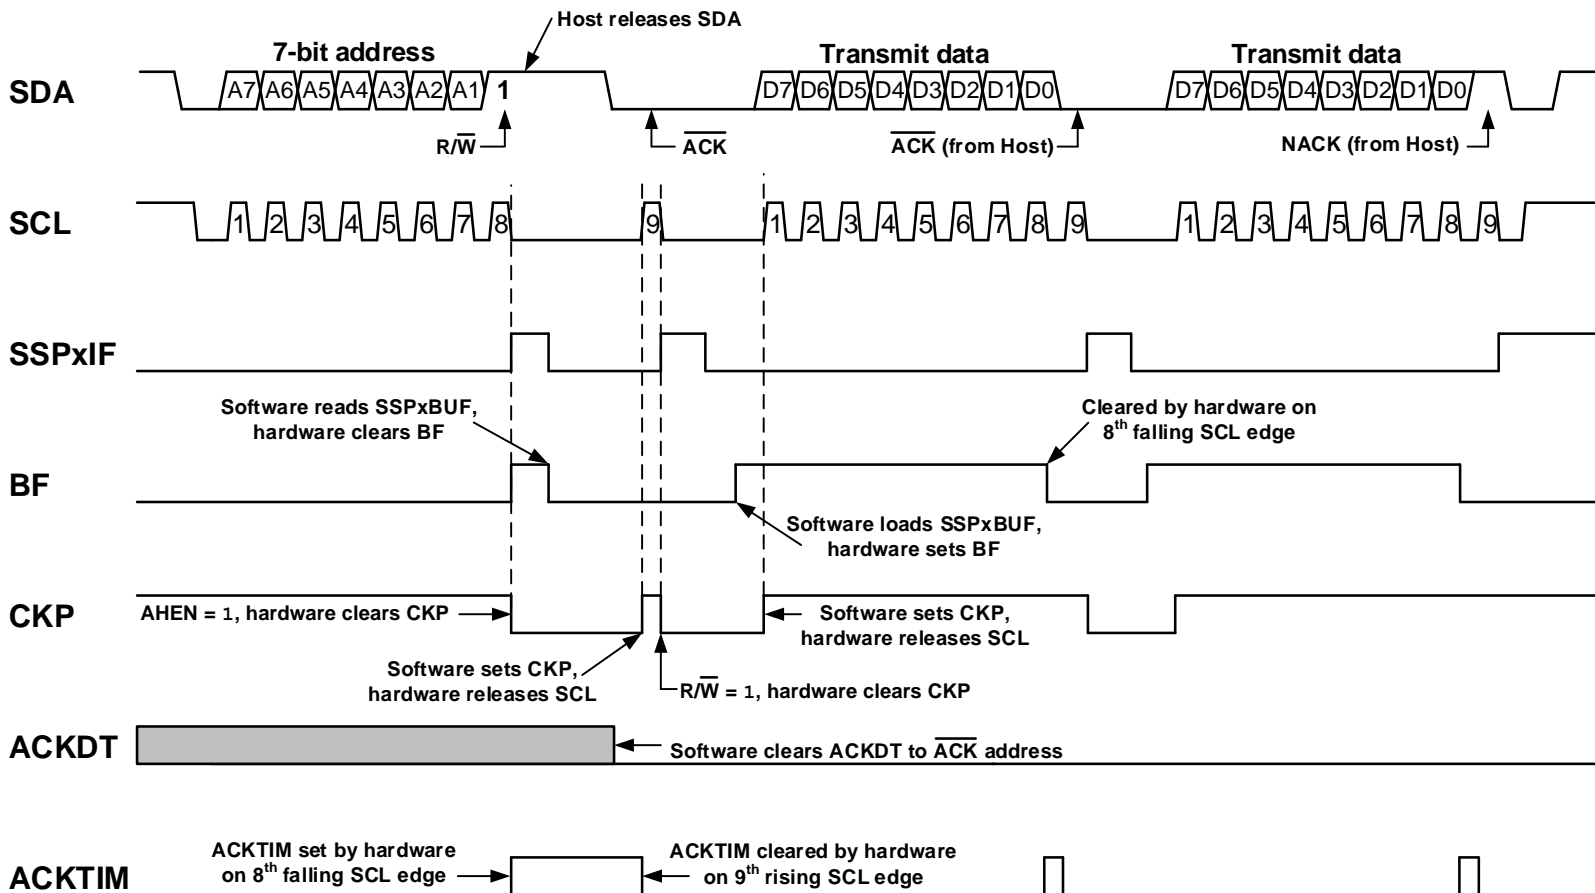 Host releases SDA
7-bit address
Transmit data
Transmit data
SDA
A7 A6 A5 A4 A3 A2 A1 1
D7 D6 D5 D4 D3 D2 D1 D0
D7 D6 D5 D4 D3 D2 D1 D0
R/W̅
A̅C̅K̅
A̅C̅K̅ (from Host)
NACK (from Host)
SCL
1 2 3 4 5 6 7 8 9
1 2 3 4 5 6 7 8 9
1 2 3 4 5 6 7 8 9
SSPxIF
Software reads SSPxBUF,
hardware clears BF
Cleared by hardware on
8th falling SCL edge
BF
Software loads SSPxBUF,
hardware sets BF
CKP
AHEN = 1, hardware clears CKP
Software sets CKP,
hardware releases SCL
Software sets CKP,
hardware releases SCL
R/W̅ = 1, hardware clears CKP
ACKDT
Software clears ACKDT to A̅C̅K̅ address
ACKTIM
ACKTIM set by hardware
on 8th falling SCL edge
ACKTIM cleared by hardware
on 9th rising SCL edge